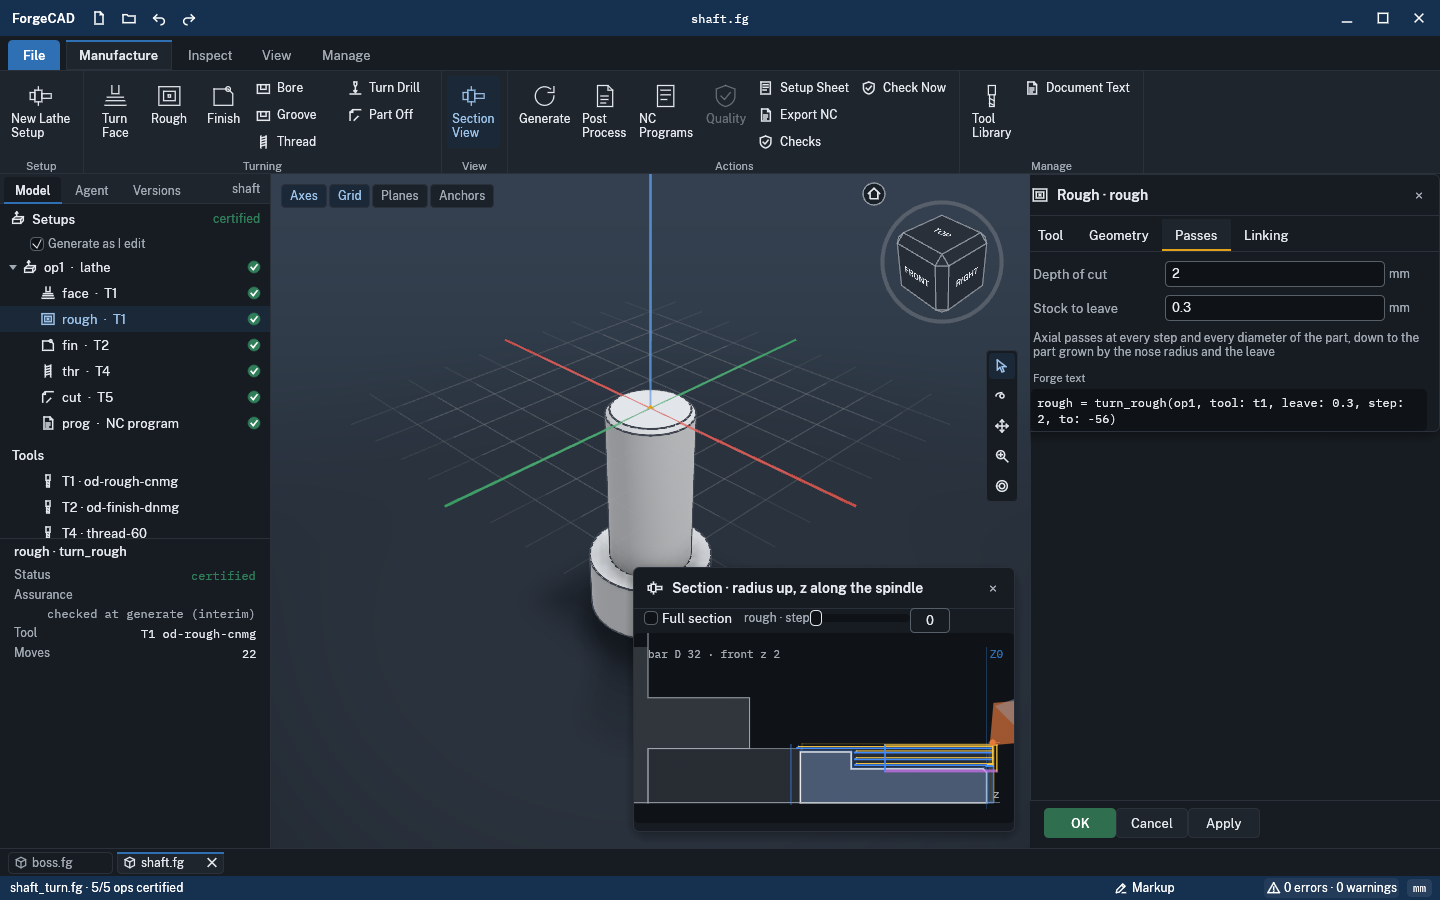 ForgeCAD
shaft.fg
File
Manufacture
Inspect
View
Manage
New Lathe Setup
Turn Face
Rough
Finish
Bore
Groove
Thread
Turn Drill
Part Off
Section View
Generate
Post Process
NC Programs
Quality
Setup Sheet
Export NC
Checks
Check Now
Tool Library
Document Text
Setup
Turning
View
Actions
Manage
Model
Agent
Versions
shaft
Setups
certified
Generate as I edit
op1 · lathe
face · T1
rough · T1
fin · T2
thr · T4
cut · T5
prog · NC program
Tools
T1 · od-rough-cnmg
T2 · od-finish-dnmg
T4 · thread-60
rough · turn_rough
Status
certified
Assurance
checked at generate (interim)
Tool
T1 od-rough-cnmg
Moves
22
Axes
Grid
Planes
Anchors
TOP
FRONT
RIGHT
Section · radius up, z along the spindle
Full section
rough · step
0
bar D 32 · front z 2
Z0
z
Rough · rough
Tool
Geometry
Passes
Linking
Depth of cut
2
mm
Stock to leave
0.3
mm
Axial passes at every step and every diameter of the part, down to the
part grown by the nose radius and the leave
Forge text
rough = turn_rough(op1, tool: t1, leave: 0.3, step:
2, to: -56)
OK
Cancel
Apply
boss.fg
shaft.fg
shaft_turn.fg · 5/5 ops certified
Markup
0 errors · 0 warnings
mm